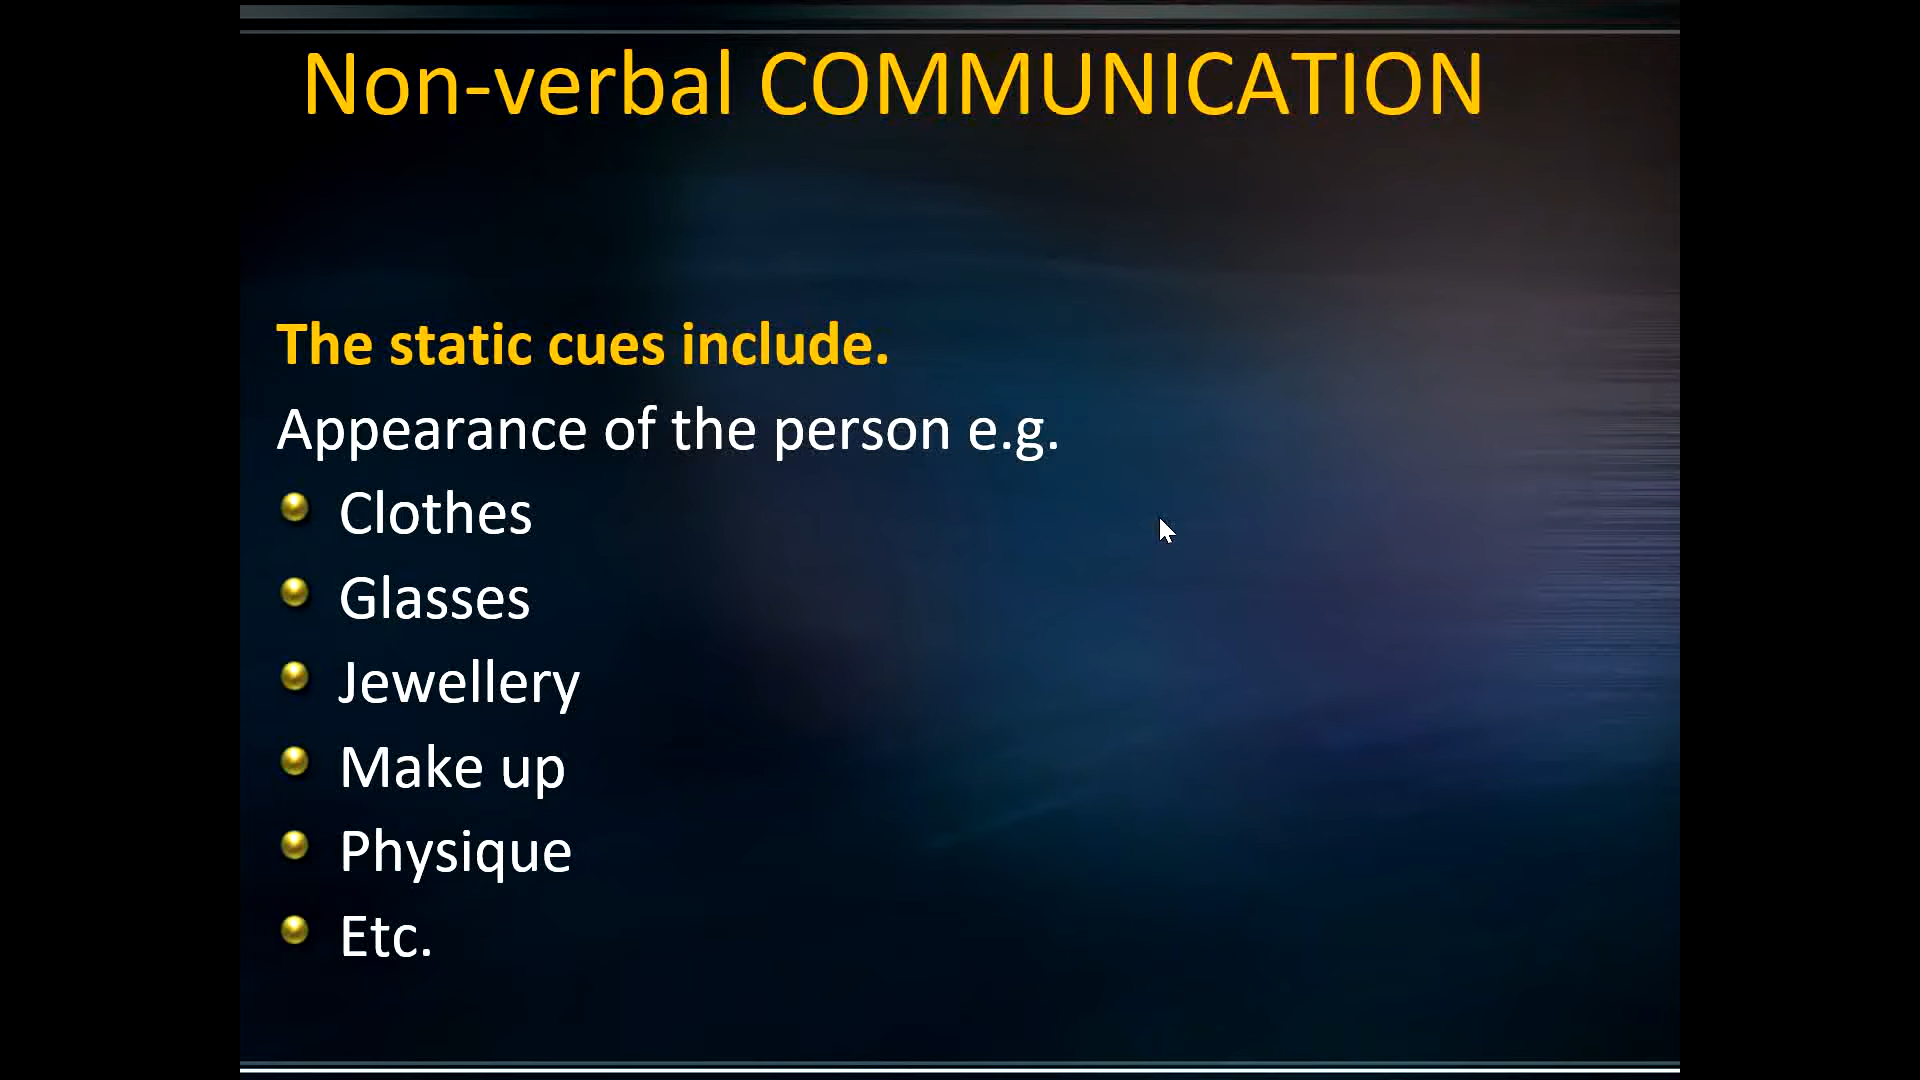 Non-verbal COMMUNICATION
The static cues include.
Appearance of the person e.g.
Clothes
Glasses
Jewellery
Make up
Physique
Etc.